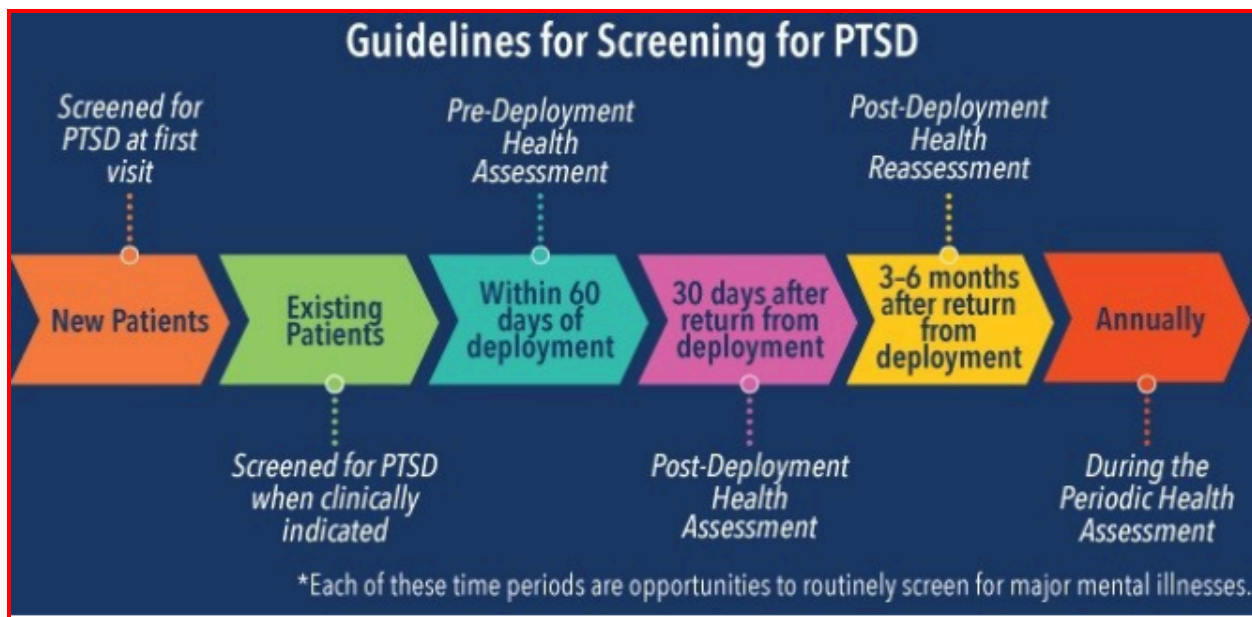 Guidelines for Screening for PTSD
Screened for
PTSD at first
visit
Pre-Deployment
Health
Assessment
Post-Deployment
Health
Reassessment
New Patients
Existing
Patients
Within 60
days of
deployment
30 days after
return from
deployment
3–6 months
after return
from
deployment
Annually
Screened for PTSD
when clinically
indicated
Post-Deployment
Health
Assessment
During the
Periodic Health
Assessment
*Each of these time periods are opportunities to routinely screen for major mental illnesses.